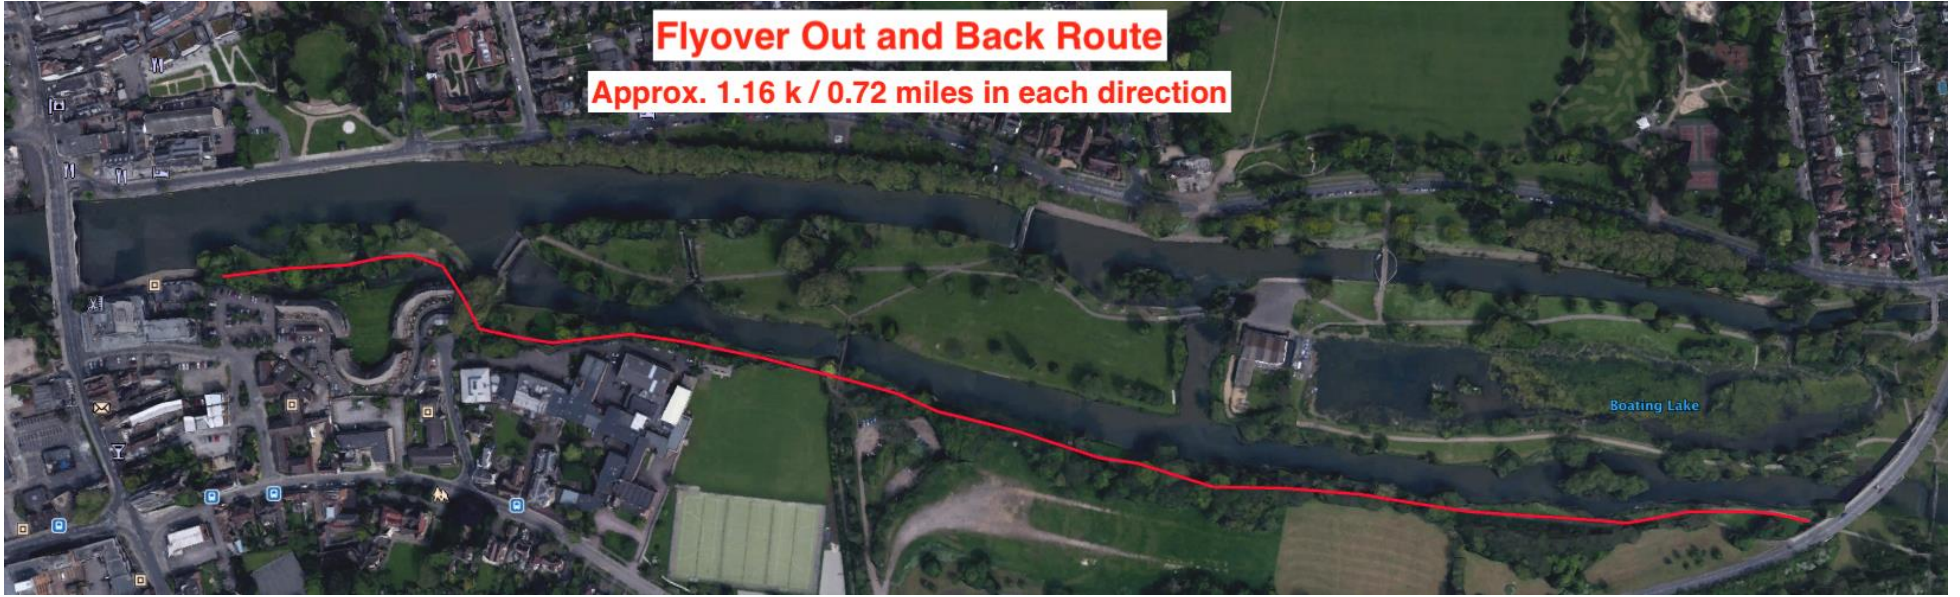 Flyover Out and Back Route
Approx. 1.16 k / 0.72 miles in each direction
Boating Lake